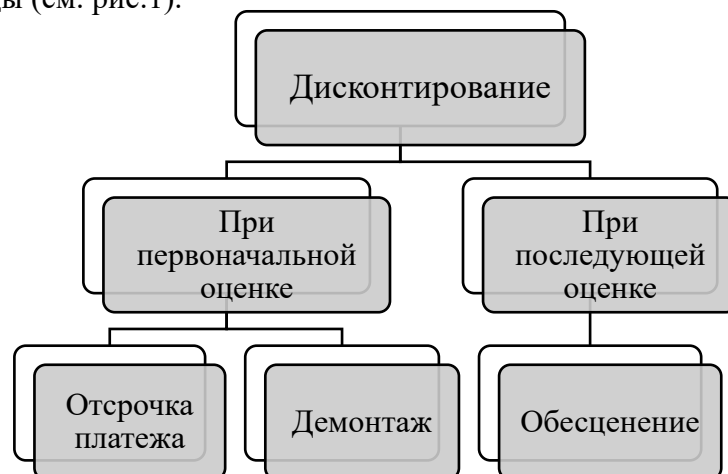 (см. рис.1).
Дисконтирование
При
первоначальной
оценке
При
последующей
оценке
Отсрочка
платежа
Демонтаж
Обесценение